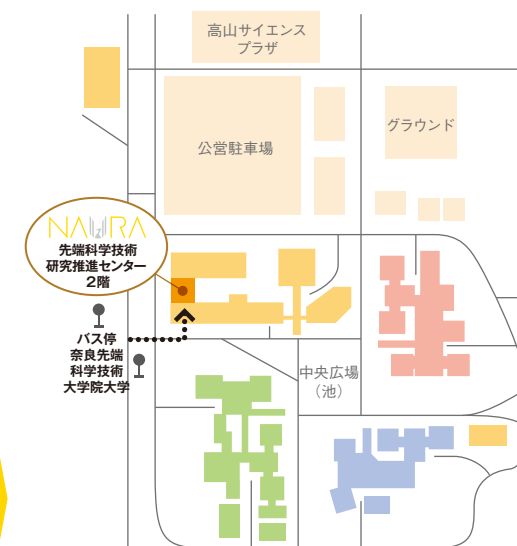 高山サイエンス
プラザ
公営駐車場
グラウンド
NAURA
先端科学技術
研究推進センター
2階
バス停
奈良先端
科学技術
大学院大学
中央広場
（池）